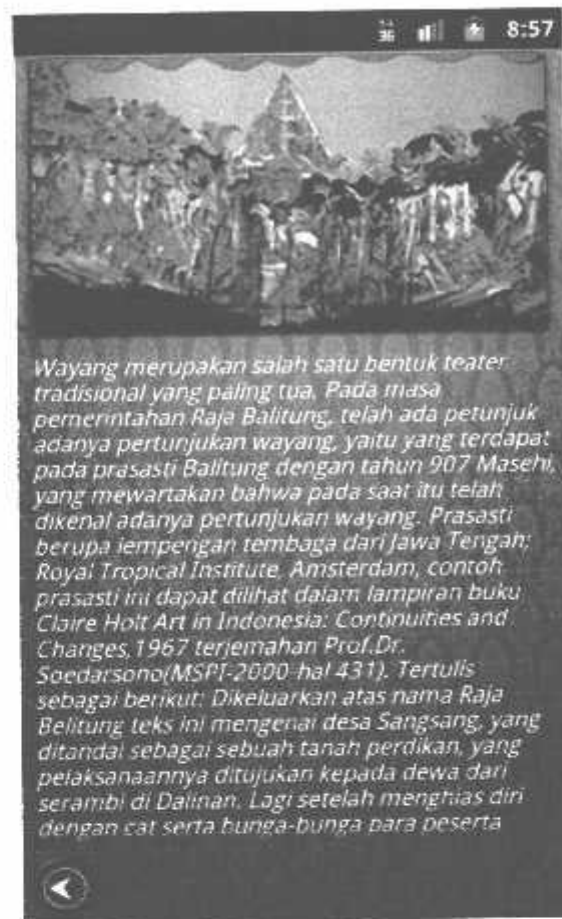 3G 8:57
Wayang merupakan salah satu bentuk teater
tradisional yang paling tua. Pada masa
pemerintahan Raja Balitung, telah ada petunjuk
adanya pertunjukan wayang, yaitu yang terdapat
pada prasasti Balitung dengan tahun 907 Masehi,
yang mewartakan bahwa pada saat itu telah
dikenal adanya pertunjukan wayang. Prasasti
berupa lempengan tembaga dari Jawa Tengah;
Royal Tropical Institute, Amsterdam, contoh
prasasti ini dapat dilihat dalam lampiran buku
Claire Holt Art in Indonesia: Continuities and
Changes,1967 terjemahan Prof.Dr.
Soedarsono(MSPI-2000-hal 431). Tertulis
sebagai berikut: Dikeluarkan atas nama Raja
Belitung teks ini mengenai desa Sangsang, yang
ditandai sebagai sebuah tanah perdikan, yang
pelaksanaannya ditujukan kepada dewa dari
serambi di Dalinan. Lagi setelah menghias diri
dengan cat serta bunga-bunga para peserta